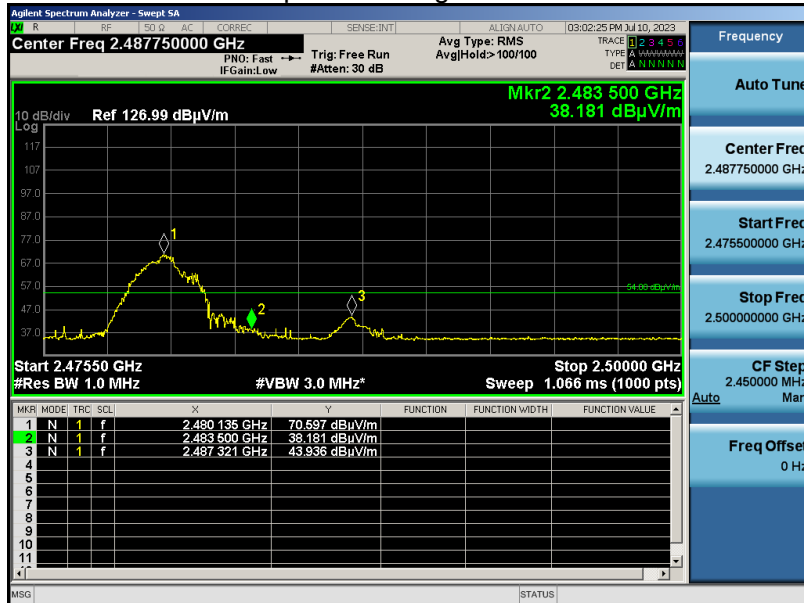 Agilent Spectrum Analyzer - Swept SA
LXI R RF 50 Ω AC CORREC SENSE:INT ALIGN AUTO 03:02:25 PM Jul 10, 2023
Center Freq 2.487750000 GHz
PNO: Fast
IFGain:Low
Trig: Free Run
#Atten: 30 dB
Avg Type: RMS
Avg|Hold:>100/100
TRACE 1 2 3 4 5 6
TYPE A WWWWW
DET A N N N N N
Mkr2 2.483 500 GHz
38.181 dBµV/m
10 dB/div Ref 126.99 dBµV/m
Log
117
107
97.0
87.0
77.0
67.0
57.0
47.0
37.0
1
2
3
54.00 dBµV/m
Start 2.47550 GHz Stop 2.50000 GHz
#Res BW 1.0 MHz #VBW 3.0 MHz* Sweep 1.066 ms (1000 pts)
MKR MODE TRC SCL X Y FUNCTION FUNCTION WIDTH FUNCTION VALUE
1 N 1 f 2.480 135 GHz 70.597 dBµV/m
2 N 1 f 2.483 500 GHz 38.181 dBµV/m
3 N 1 f 2.487 321 GHz 43.936 dBµV/m
4
5
6
7
8
9
10
11
MSG STATUS
Frequency
Auto Tune
Center Freq
2.487750000 GHz
Start Freq
2.475500000 GHz
Stop Freq
2.500000000 GHz
CF Step
2.450000 MHz
Auto Man
Freq Offset
0 Hz